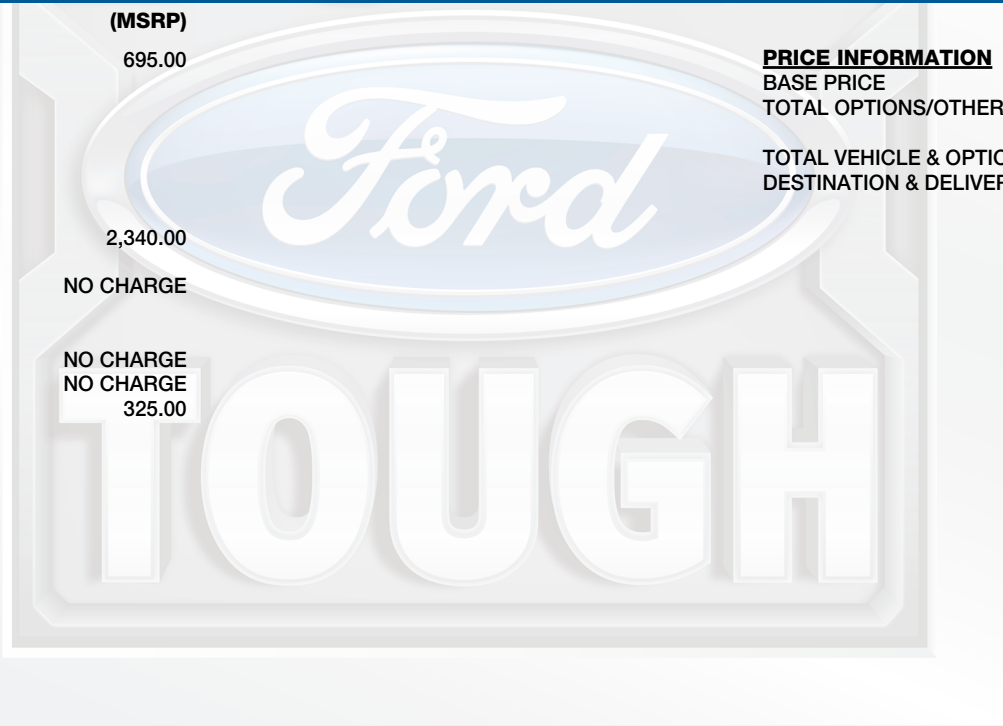 (MSRP)
695.00
2,340.00
NO CHARGE
NO CHARGE
NO CHARGE
325.00
PRICE INFORMATION
BASE PRICE
TOTAL OPTIONS/OTHER
TOTAL VEHICLE & OPTIO
DESTINATION & DELIVER
Ford
TOUGH